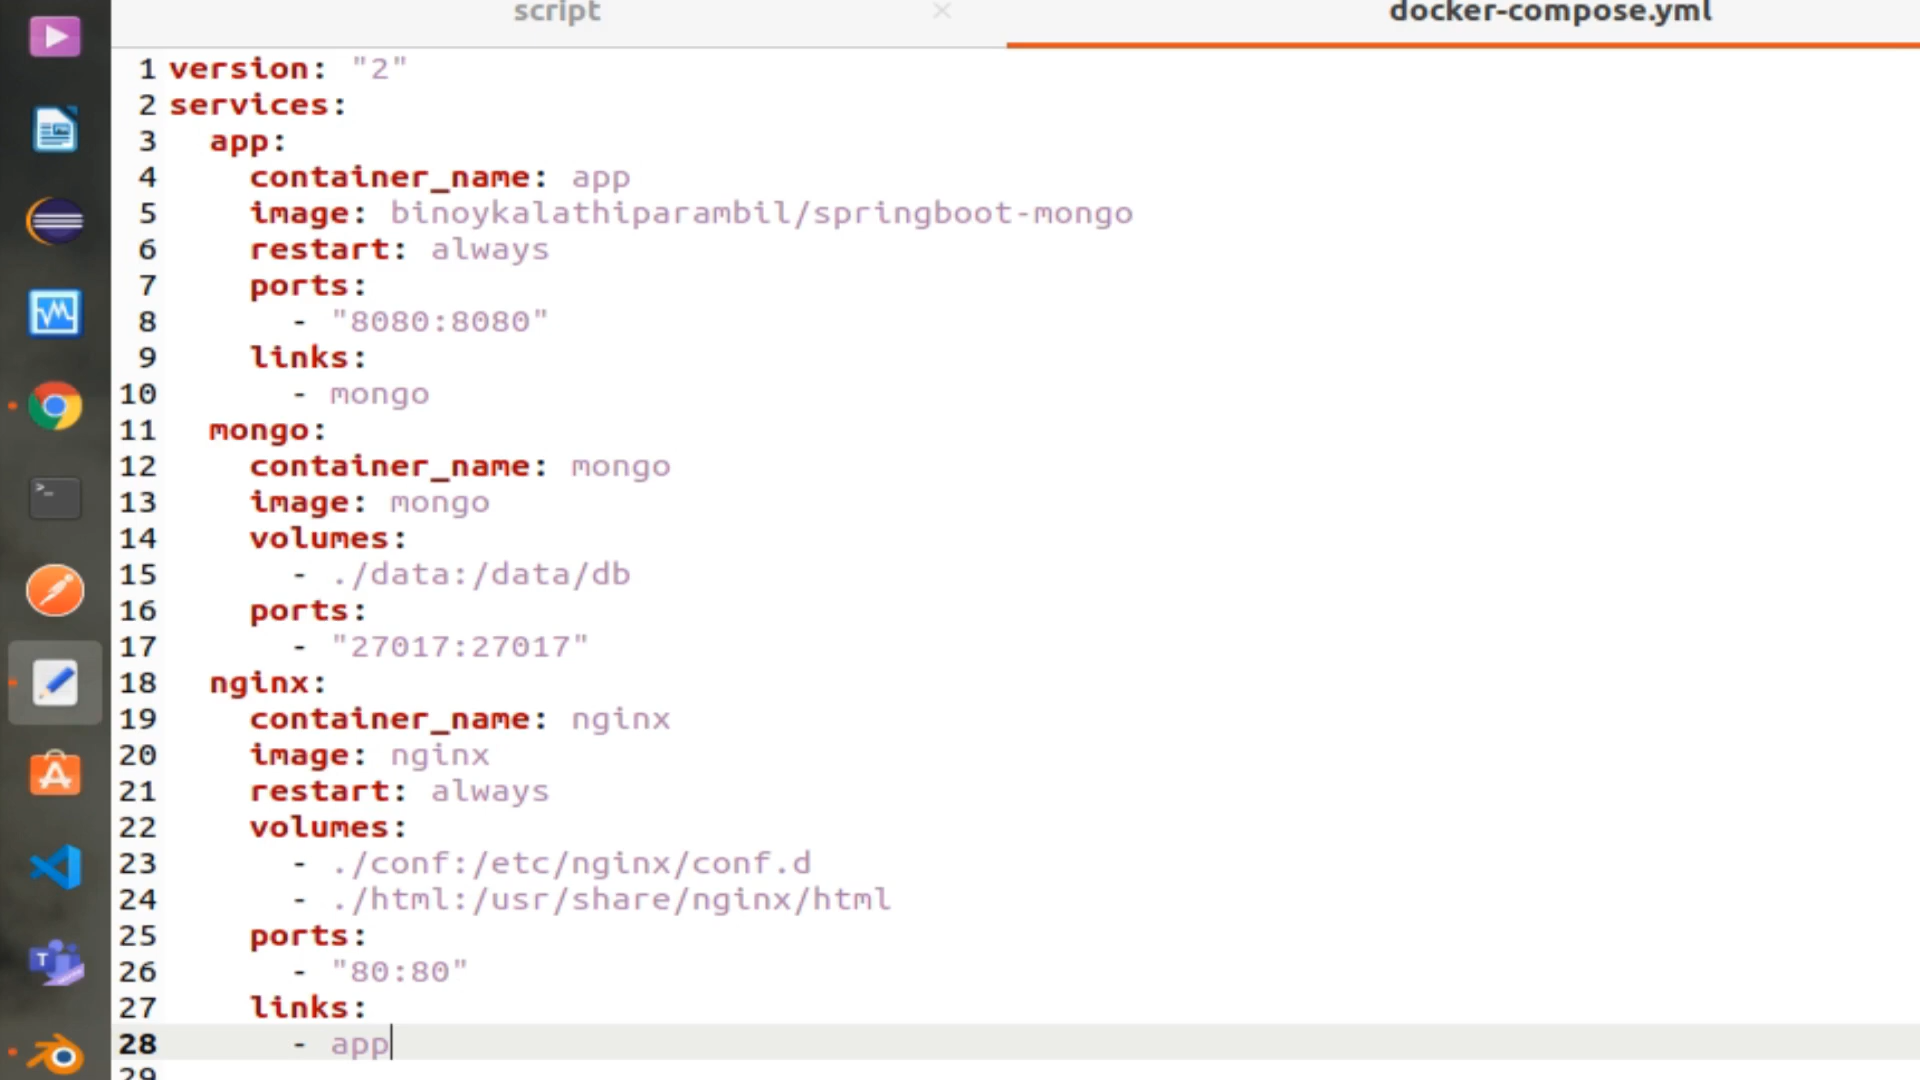 script × docker-compose.yml
1 version: "2"
2 services:
3   app:
4     container_name: app
5     image: binoykalathiparambil/springboot-mongo
6     restart: always
7     ports:
8       - "8080:8080"
9     links:
10       - mongo
11   mongo:
12     container_name: mongo
13     image: mongo
14     volumes:
15       - ./data:/data/db
16     ports:
17       - "27017:27017"
18   nginx:
19     container_name: nginx
20     image: nginx
21     restart: always
22     volumes:
23       - ./conf:/etc/nginx/conf.d
24       - ./html:/usr/share/nginx/html
25     ports:
26       - "80:80"
27     links:
28       - app
29